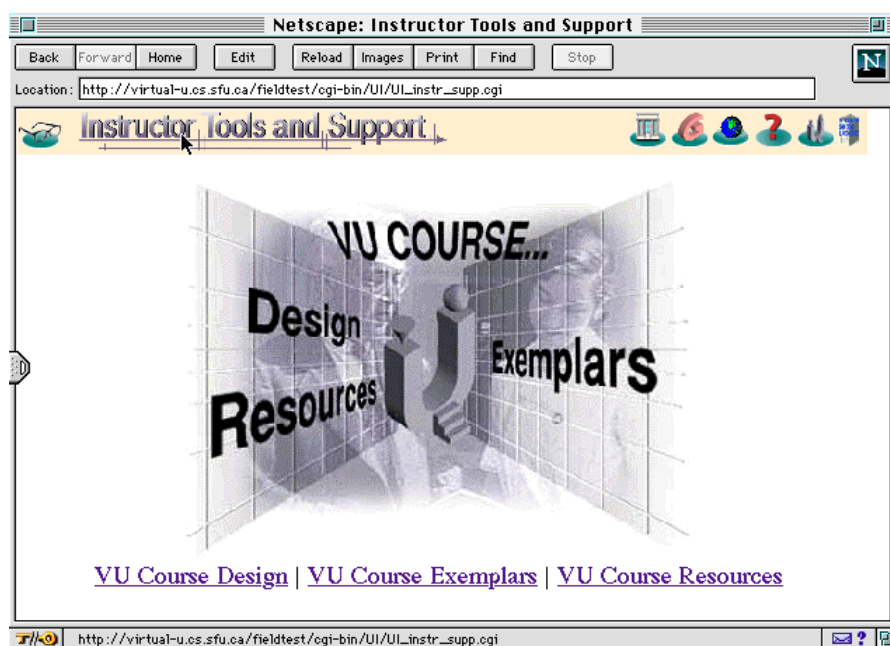 Netscape: Instructor Tools and Support
Back Forward Home Edit Reload Images Print Find Stop
N
Location: http://virtual-u.cs.sfu.ca/fieldtest/cgi-bin/UI/UI_instr_supp.cgi
Instructor Tools and Support
VU COURSE...
Design
Exemplars
Resources
VU Course Design | VU Course Exemplars | VU Course Resources
http://virtual-u.cs.sfu.ca/fieldtest/cgi-bin/UI/UI_instr_supp.cgi